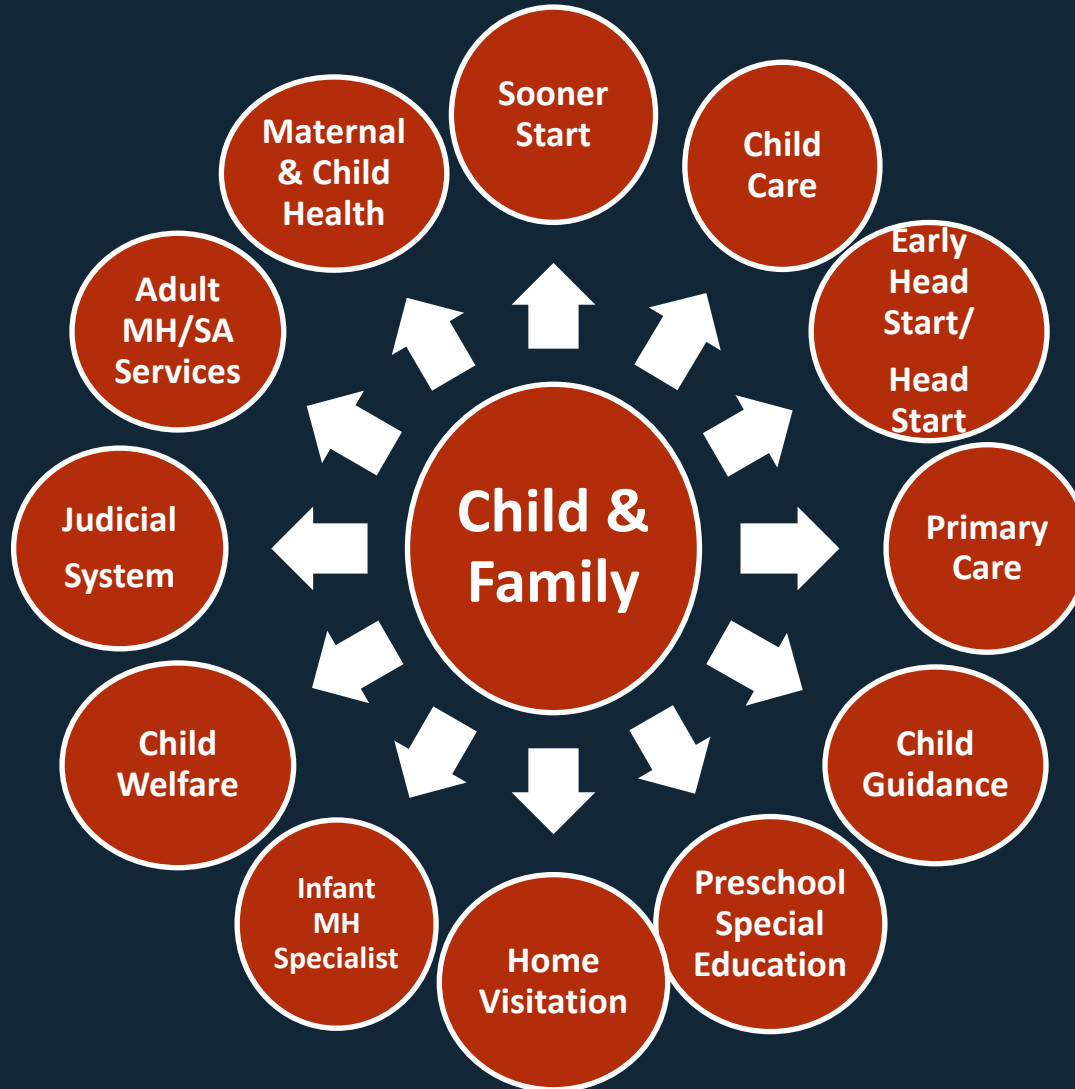 Sooner
Start
Child
Care
Early
Head
Start/
Head
Start
Primary
Care
Child
Guidance
Preschool
Special
Education
Home
Visitation
Infant
MH
Specialist
Child
Welfare
Judicial
System
Adult
MH/SA
Services
Maternal
& Child
Health
Child &
Family